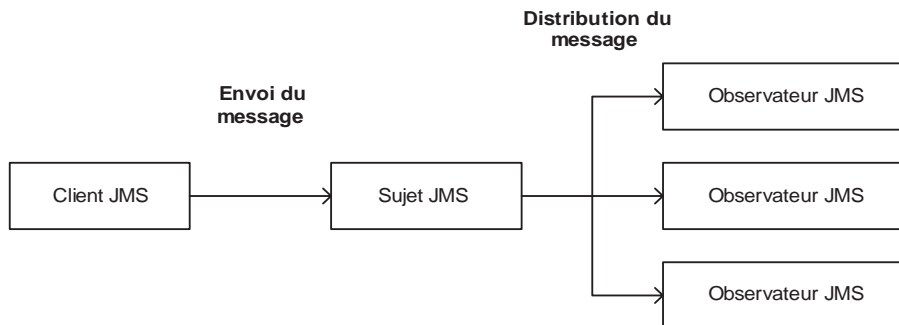 Distribution du
message
Envoi du
message
Observateur JMS
Client JMS
Sujet JMS
Observateur JMS
Observateur JMS